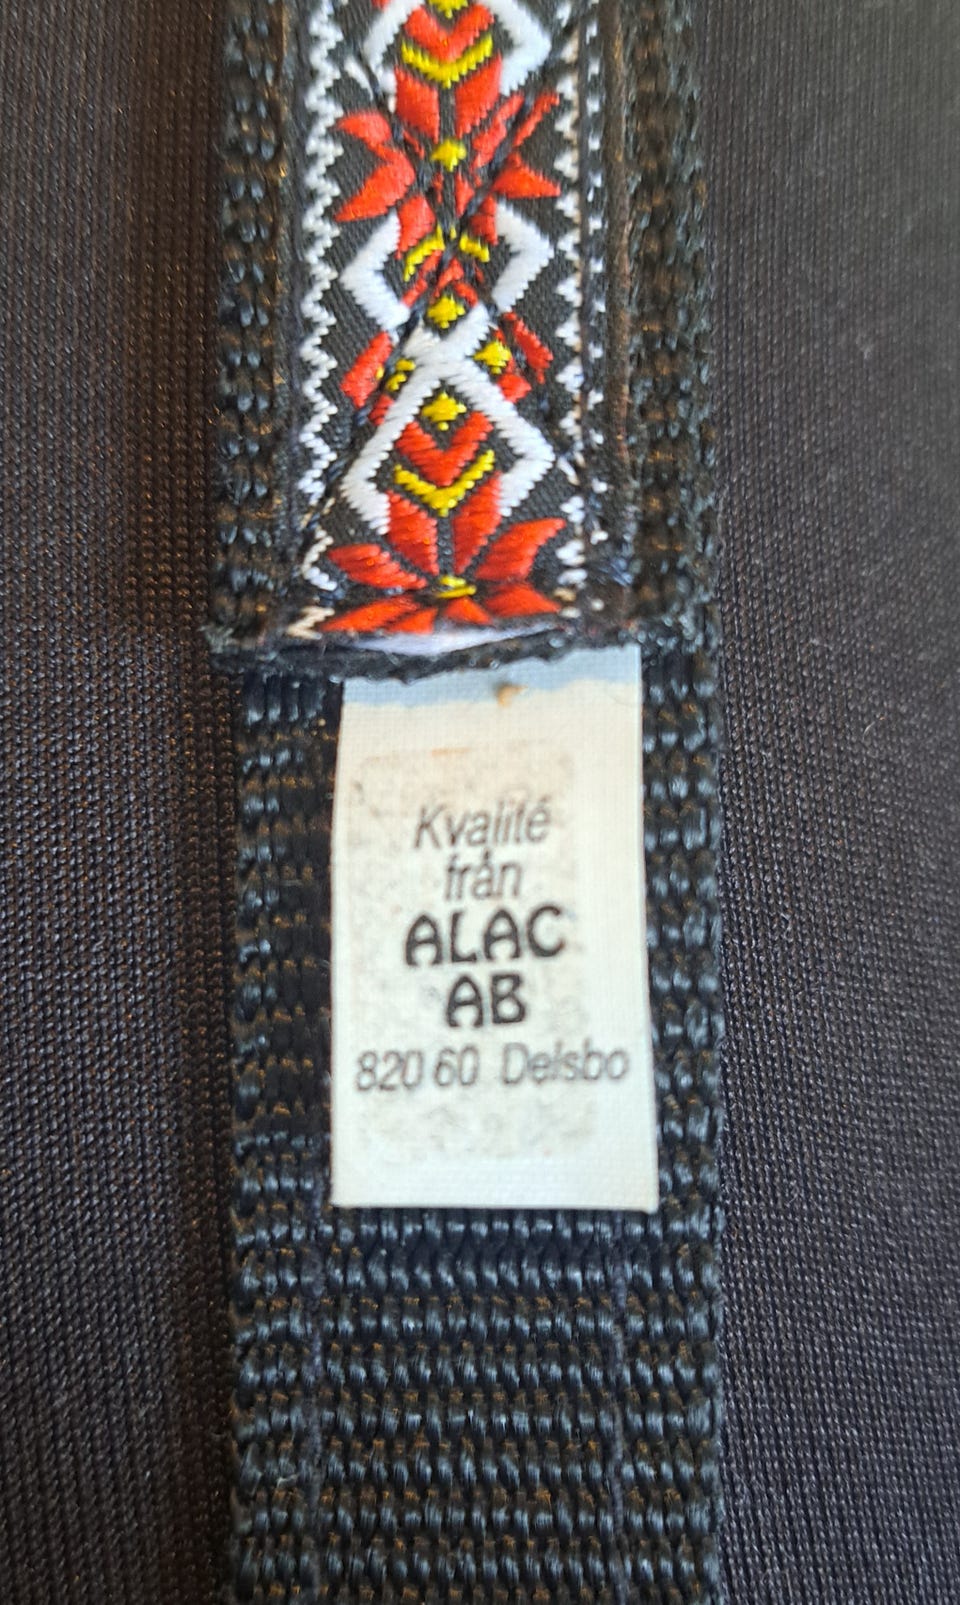 Kvalité
från
ALAC
AB
820 60 Delsbo